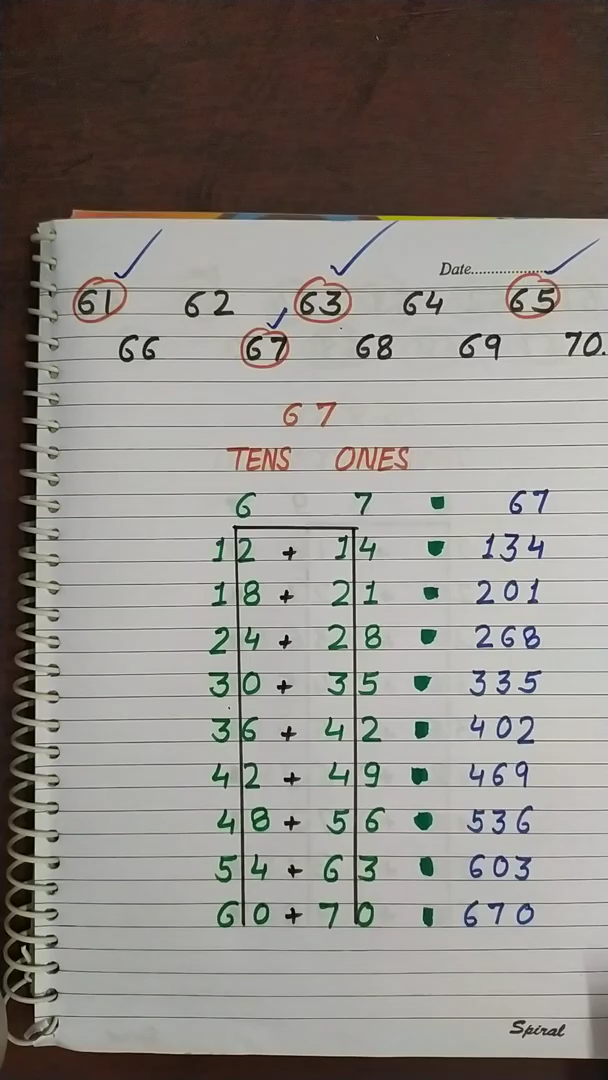 Date...................
61 62 63 64 65
66 67 68 69 70.
67
TENS ONES
6 7 ▪ 67
12 + 14 ▪ 134
18 + 21 ▪ 201
24 + 28 ▪ 268
30 + 35 ▪ 335
36 + 42 ▪ 402
42 + 49 ▪ 469
48 + 56 ▪ 536
54 + 63 ▪ 603
60 + 70 ▪ 670
Spiral